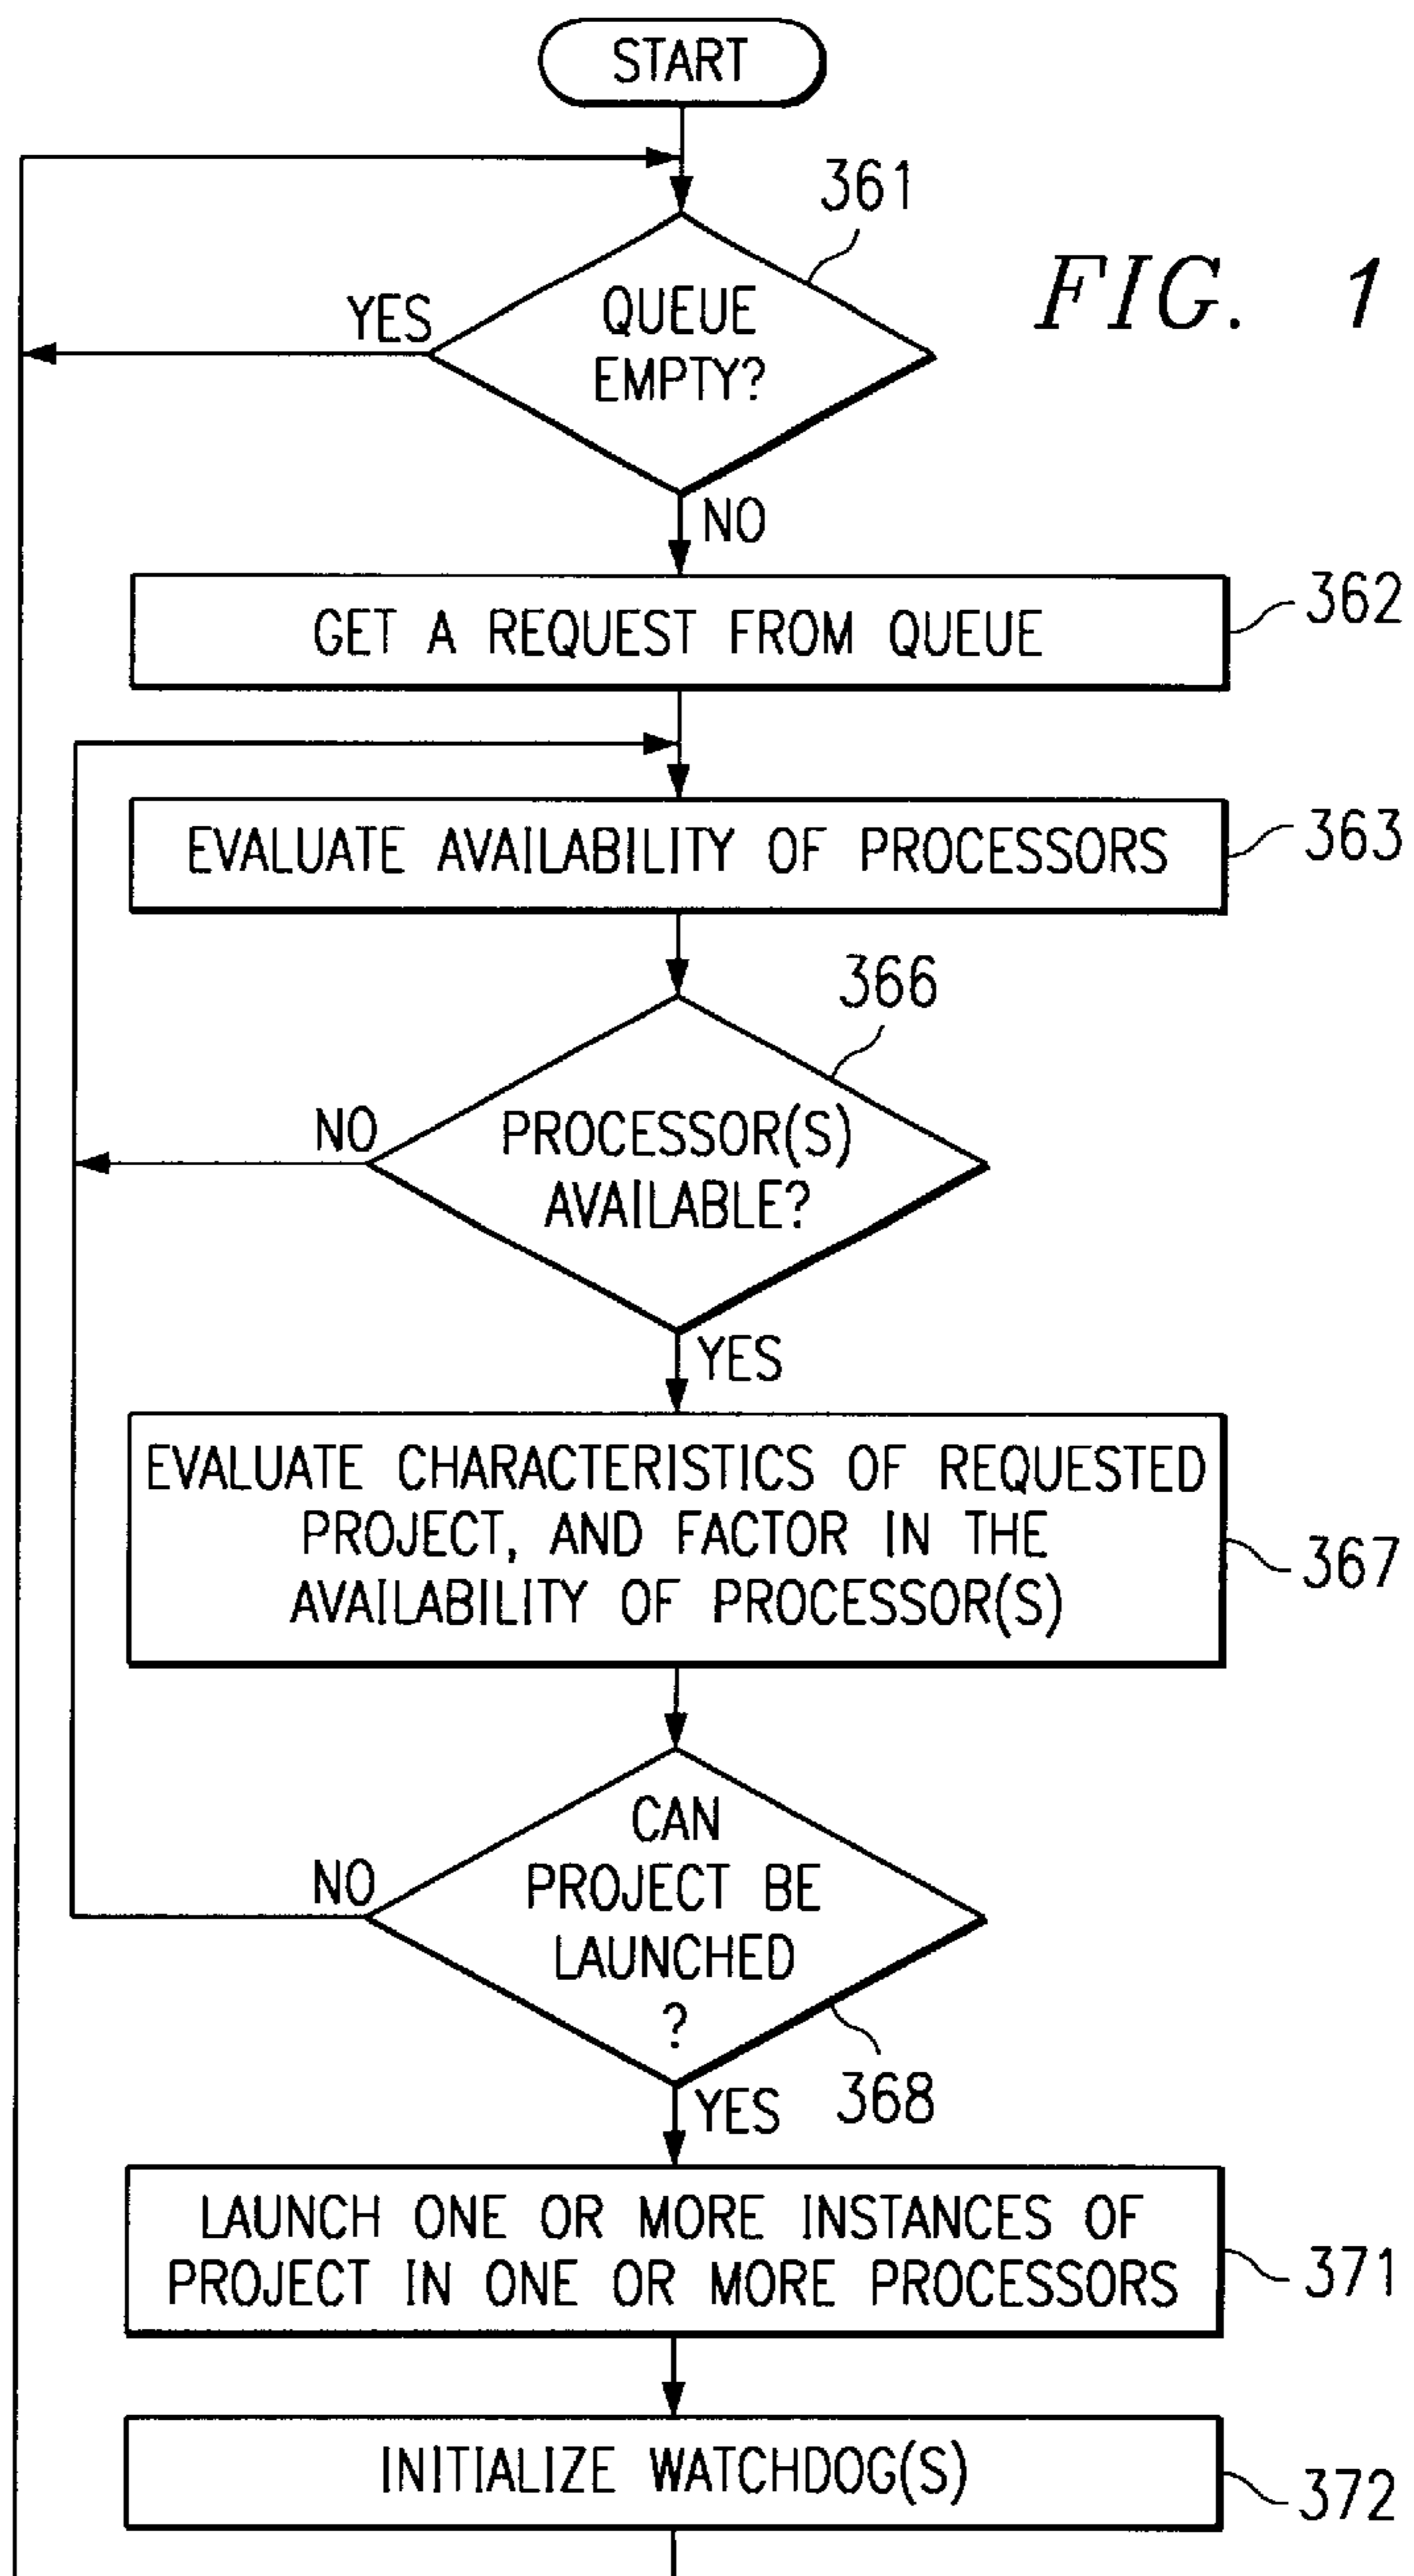 START
361
FIG. 1
YES
QUEUE
EMPTY?
NO
GET A REQUEST FROM QUEUE
362
EVALUATE AVAILABILITY OF PROCESSORS
363
366
NO
PROCESSOR(S)
AVAILABLE?
YES
EVALUATE CHARACTERISTICS OF REQUESTED
PROJECT, AND FACTOR IN THE
AVAILABILITY OF PROCESSOR(S)
367
CAN
PROJECT BE
LAUNCHED
?
NO
YES
368
LAUNCH ONE OR MORE INSTANCES OF
PROJECT IN ONE OR MORE PROCESSORS
371
INITIALIZE WATCHDOG(S)
372